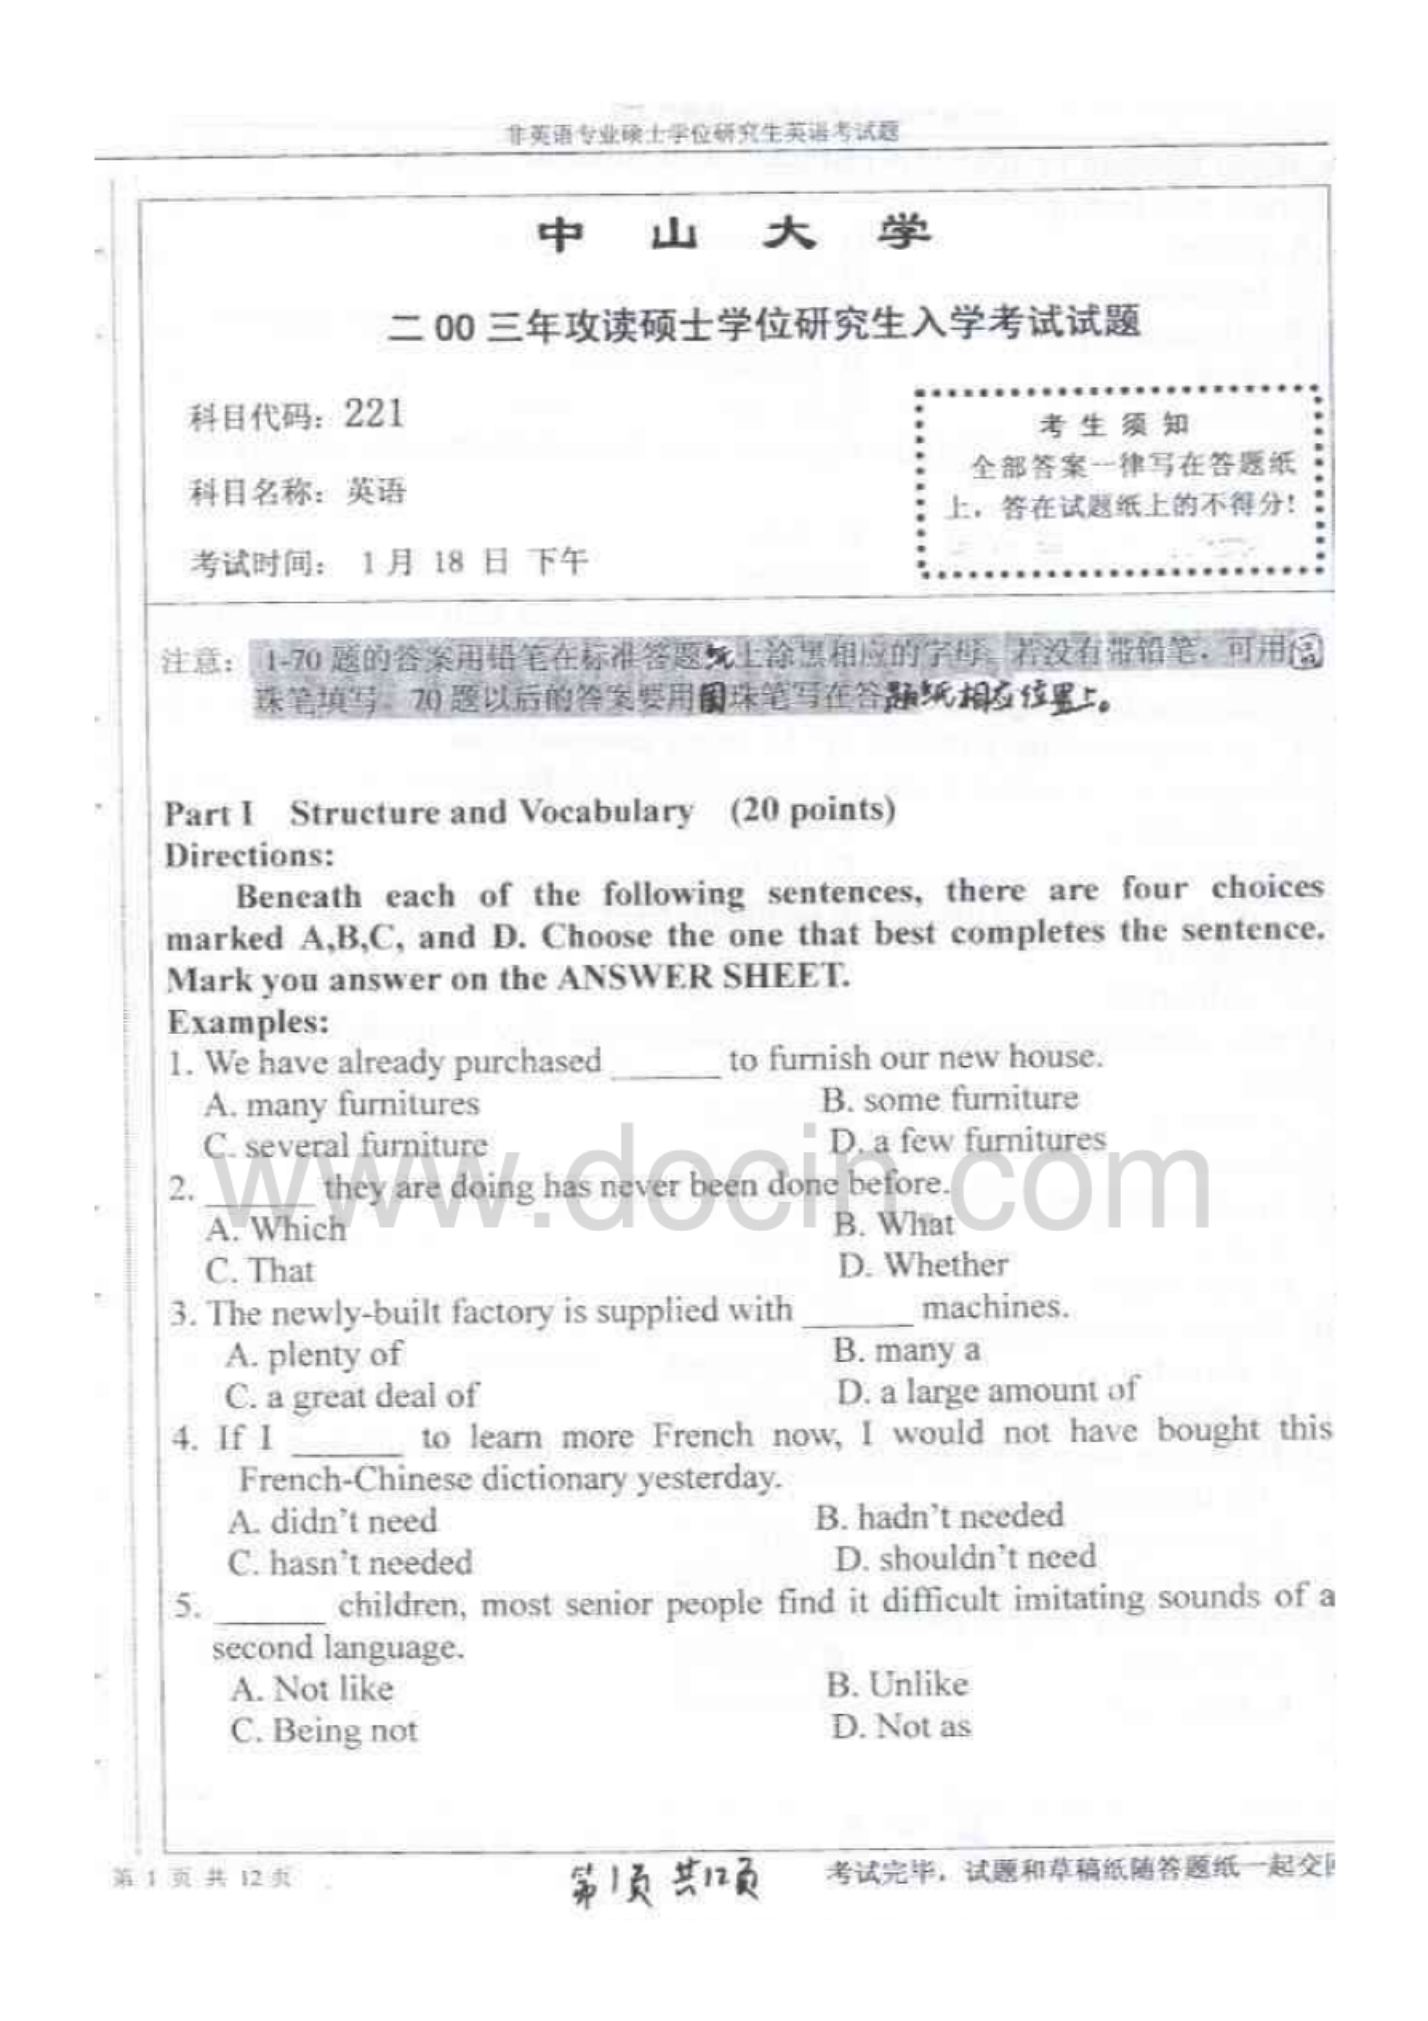 非英语专业硕士学位研究生英语考试题
中 山 大 学
二00三年攻读硕士学位研究生入学考试试题
科目代码：221
科目名称：英语
考试时间： 1月 18 日 下午
考 生 须 知
全部答案一律写在答题纸
上，答在试题纸上的不得分！
注意：1-70 题的答案用铅笔在标准答题纸上涂黑相应的字母。若没有带铅笔，可用圆
珠笔填写。70 题以后的答案要用圆珠笔写在答题纸相应位置上。
Part I Structure and Vocabulary (20 points)
Directions:
Beneath each of the following sentences, there are four choices
marked A,B,C, and D. Choose the one that best completes the sentence.
Mark you answer on the ANSWER SHEET.
Examples:
1. We have already purchased ______ to furnish our new house.
A. many furnitures B. some furniture
C. several furniture D. a few furnitures
www.docin.com
2. ______ they are doing has never been done before.
A. Which B. What
C. That D. Whether
3. The newly-built factory is supplied with ______ machines.
A. plenty of B. many a
C. a great deal of D. a large amount of
4. If I ______ to learn more French now, I would not have bought this
French-Chinese dictionary yesterday.
A. didn't need B. hadn't needed
C. hasn't needed D. shouldn't need
5. ______ children, most senior people find it difficult imitating sounds of a
second language.
A. Not like B. Unlike
C. Being not D. Not as
第 1 页 共 12 页 第1页 共12页 考试完毕，试题和草稿纸随答题纸一起交